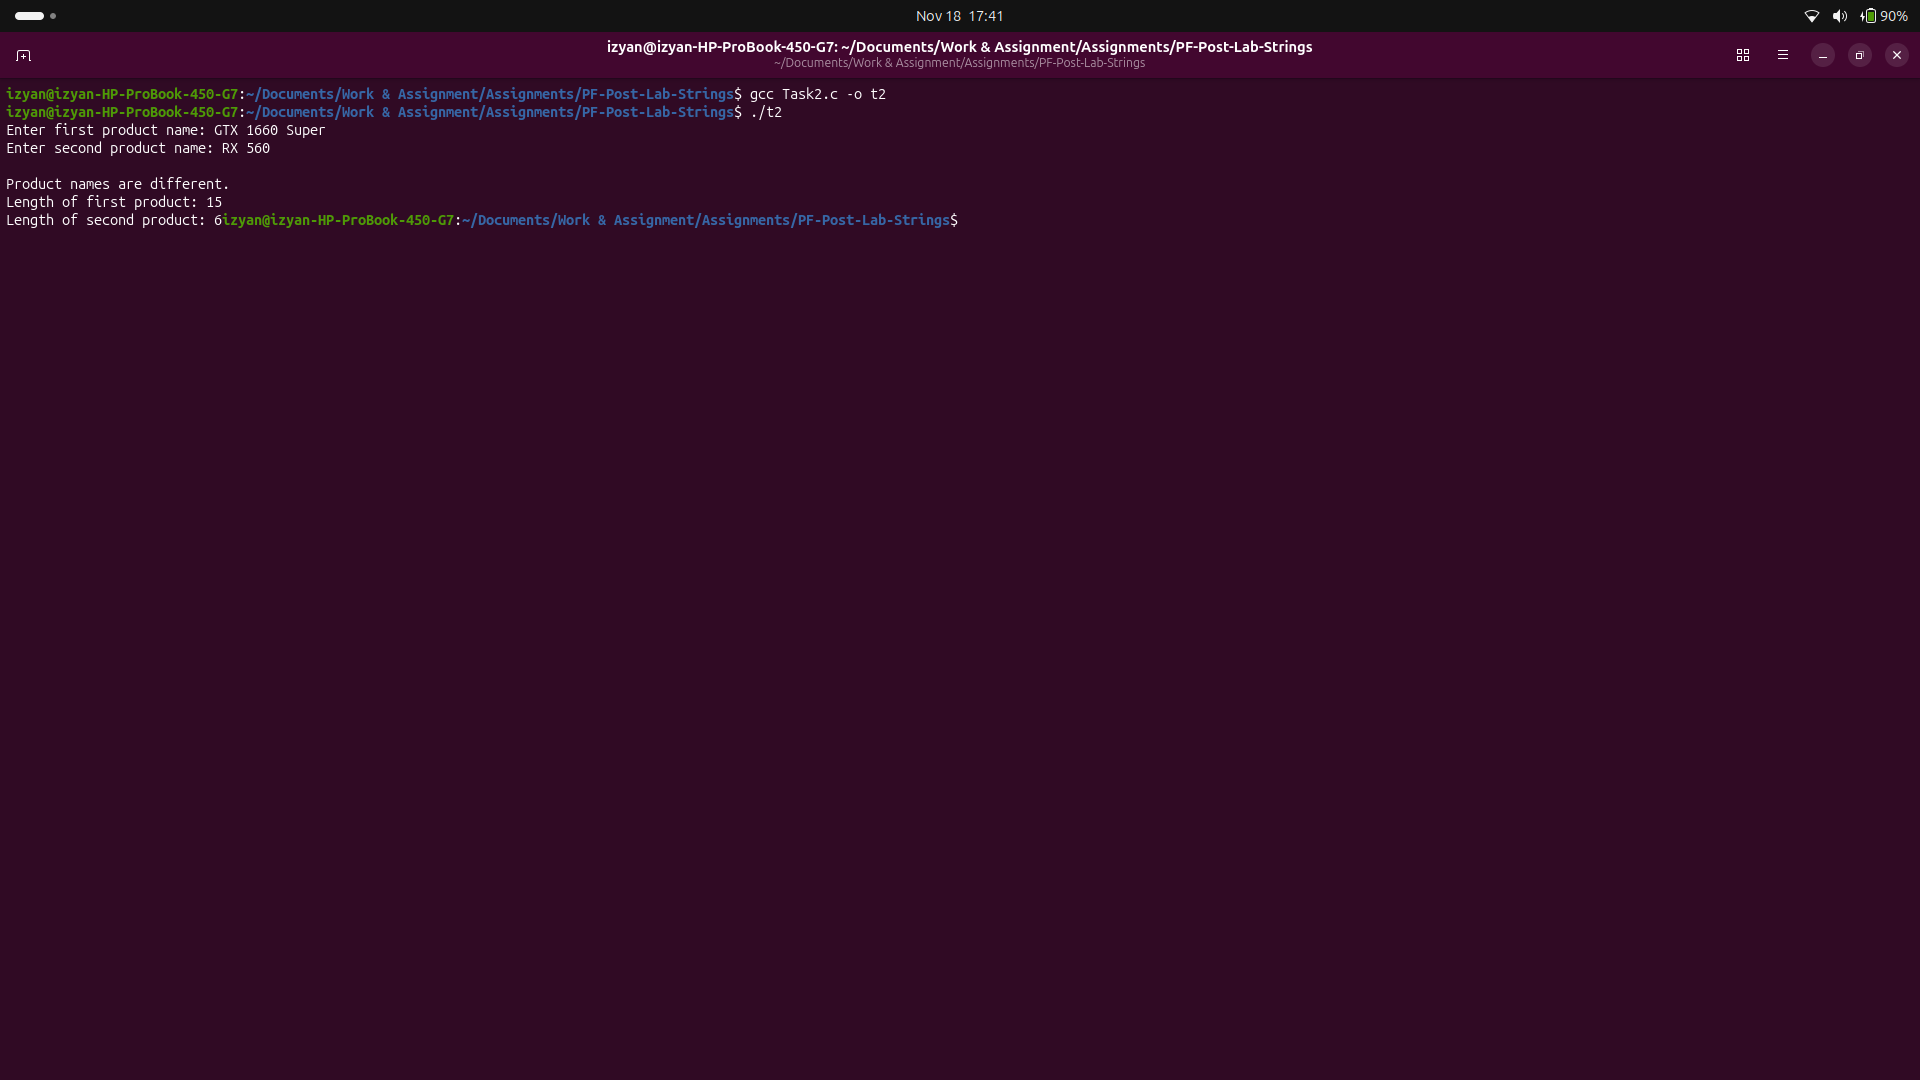 Nov 18 17:41
90%
izyan@izyan-HP-ProBook-450-G7: ~/Documents/Work & Assignment/Assignments/PF-Post-Lab-Strings
~/Documents/Work & Assignment/Assignments/PF-Post-Lab-Strings
izyan@izyan-HP-ProBook-450-G7:~/Documents/Work & Assignment/Assignments/PF-Post-Lab-Strings$ gcc Task2.c -o t2
izyan@izyan-HP-ProBook-450-G7:~/Documents/Work & Assignment/Assignments/PF-Post-Lab-Strings$ ./t2
Enter first product name: GTX 1660 Super
Enter second product name: RX 560
Product names are different.
Length of first product: 15
Length of second product: 6izyan@izyan-HP-ProBook-450-G7:~/Documents/Work & Assignment/Assignments/PF-Post-Lab-Strings$